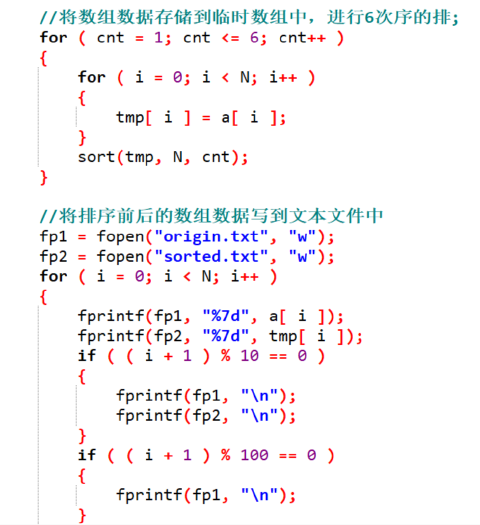 //将数组数据存储到临时数组中，进行6次序的排;
for ( cnt = 1; cnt <= 6; cnt++ )
{
    for ( i = 0; i < N; i++ )
    {
        tmp[ i ] = a[ i ];
    }
    sort(tmp, N, cnt);
}

//将排序前后的数组数据写到文本文件中
fp1 = fopen("origin.txt", "w");
fp2 = fopen("sorted.txt", "w");
for ( i = 0; i < N; i++ )
{
    fprintf(fp1, "%7d", a[ i ]);
    fprintf(fp2, "%7d", tmp[ i ]);
    if ( ( i + 1 ) % 10 == 0 )
    {
        fprintf(fp1, "\n");
        fprintf(fp2, "\n");
    }
    if ( ( i + 1 ) % 100 == 0 )
    {
        fprintf(fp1, "\n");
    }